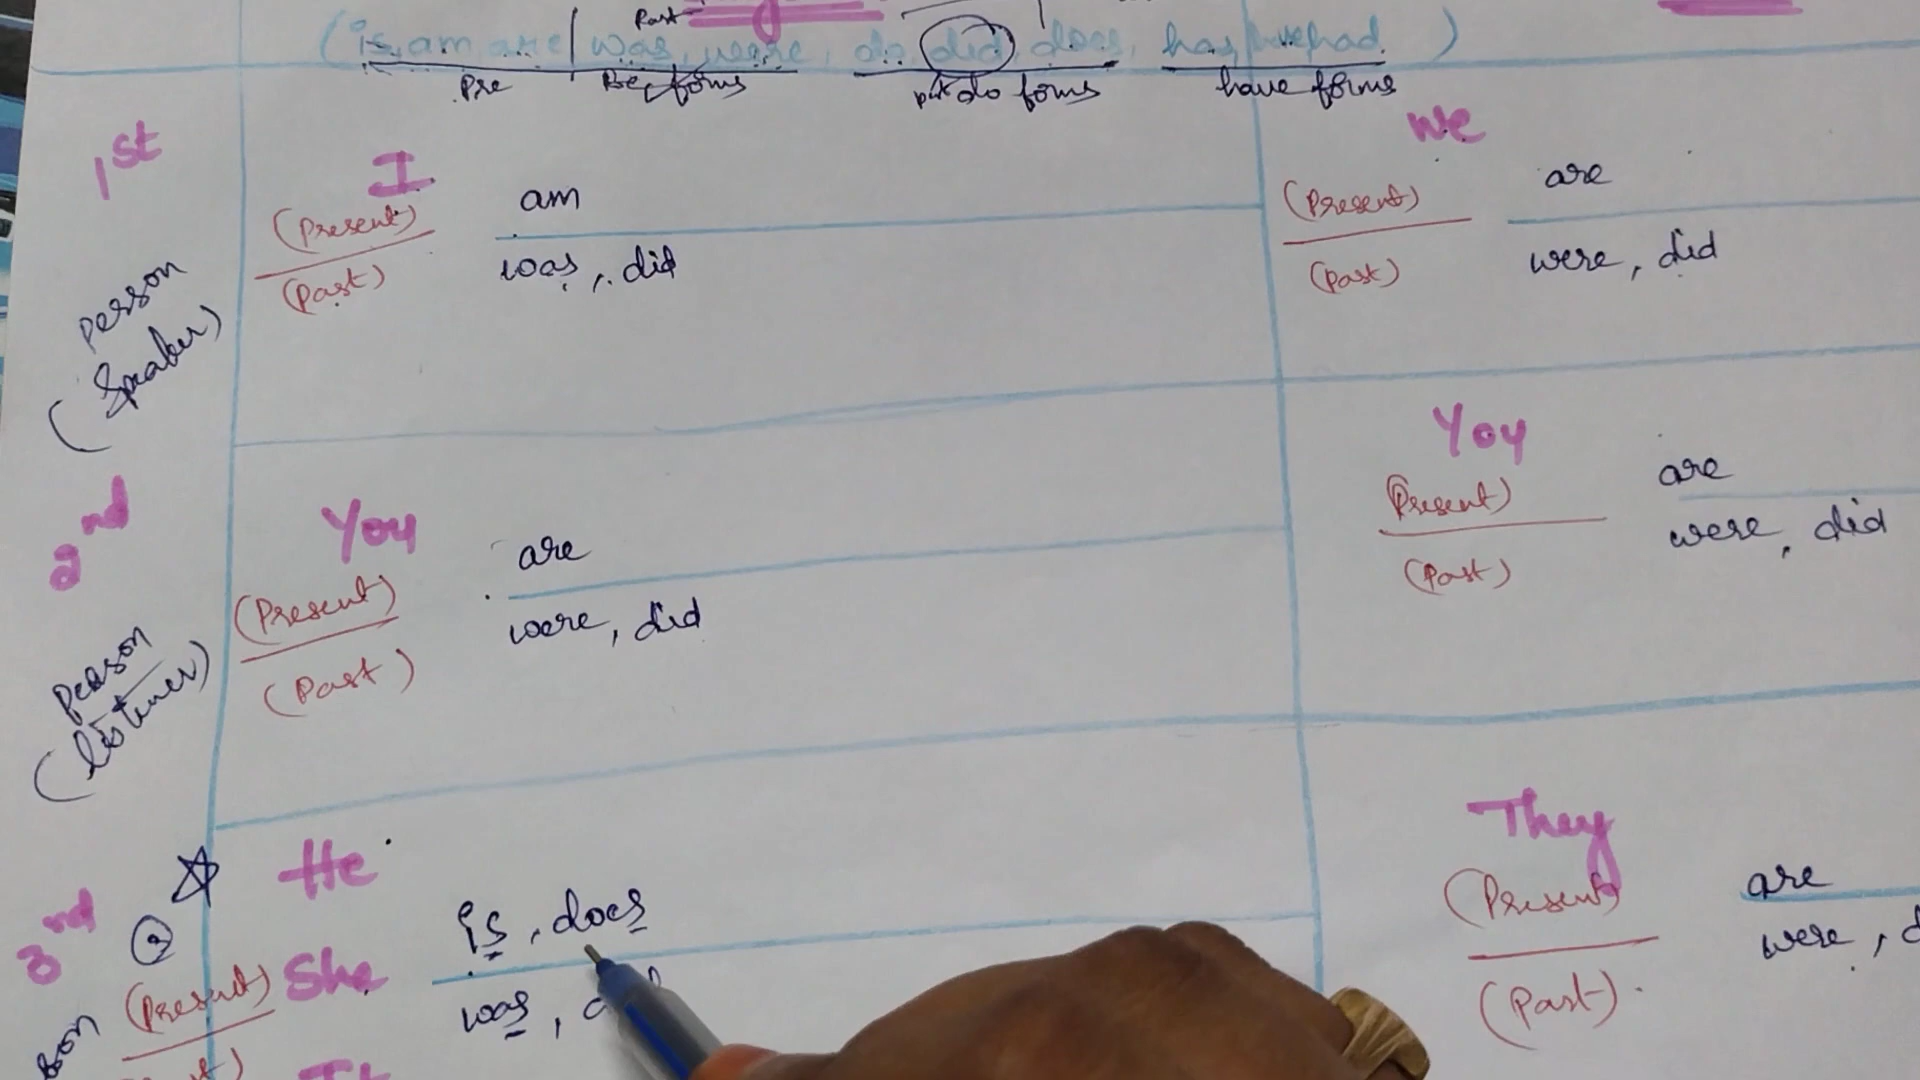 Past
(is, am are / was, were, do did does, has have had )
Pre Be forms do forms have forms
1st
person
(Speaker)
I
(Present)
(Past)
am
was, did
we
(Present)
(Past)
are
were, did
2nd
person
(listener)
You
(Present)
(Past)
are
were, did
You
(Present)
(Past)
are
were, did
3rd
He
She
(Present)
is, does
was,
They
(Present)
(Past)
are
were,